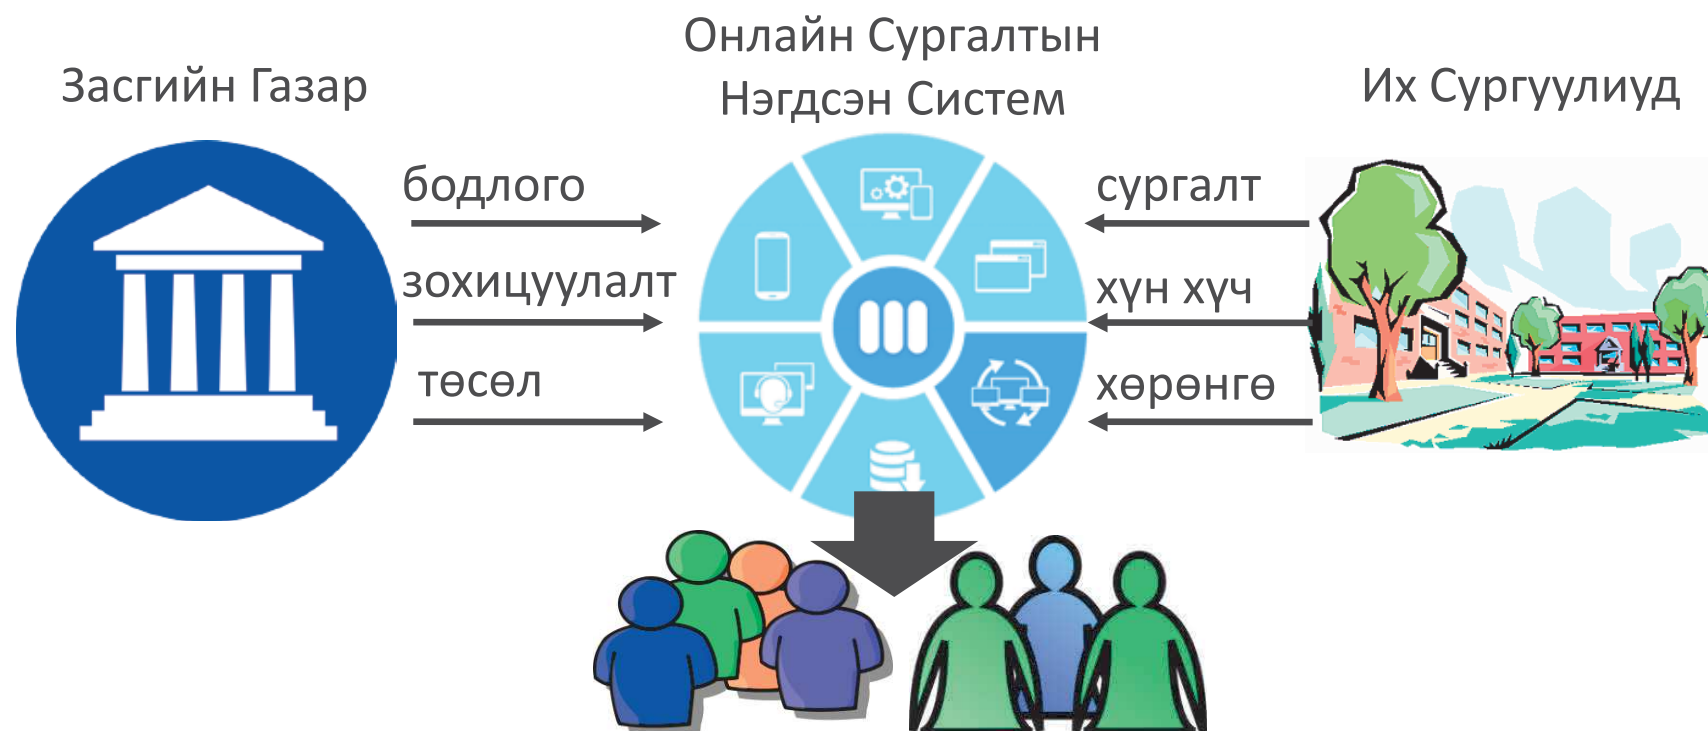 Засгийн Газар
Онлайн Сургалтын
Нэгдсэн Систем
Их Сургуулиуд
бодлого
зохицуулалт
төсөл
сургалт
хүн хүч
хөрөнгө